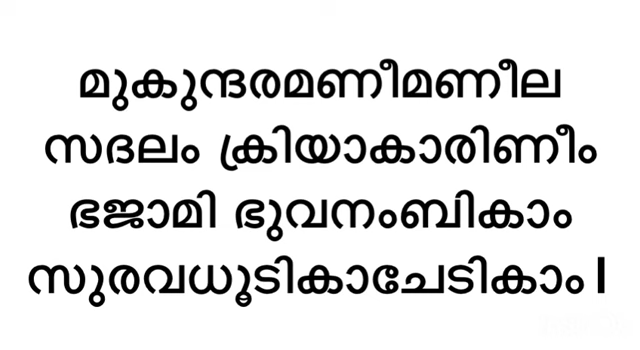 മുകുന്ദരമണീമണീല
സദലം ക്രിയാകാരിണീം
ഭജാമി ഭുവനംബികാം
സുരവധൂടികാചേടികാം।